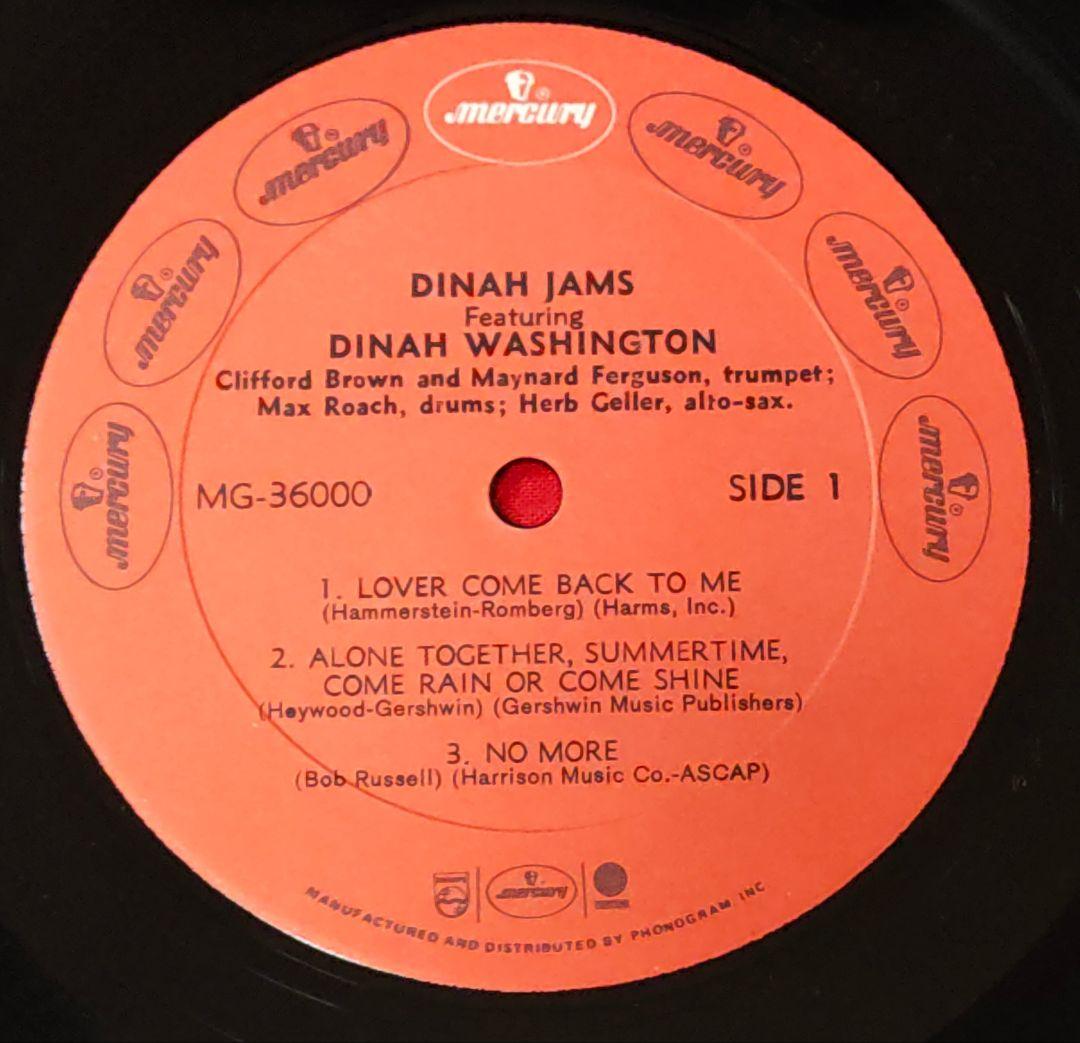 mercury®
mercury®
mercury®
mercury®
mercury®
mercury®
mercury®
DINAH JAMS
Featuring
DINAH WASHINGTON
Clifford Brown and Maynard Ferguson, trumpet;
Max Roach, drums; Herb Geller, alto-sax.
MG-36000
SIDE 1
1. LOVER COME BACK TO ME
(Hammerstein-Romberg) (Harms, Inc.)
2. ALONE TOGETHER, SUMMERTIME,
COME RAIN OR COME SHINE
(Heywood-Gershwin) (Gershwin Music Publishers)
3. NO MORE
(Bob Russell) (Harrison Music Co.-ASCAP)
mercury
MANUFACTURED AND DISTRIBUTED BY PHONOGRAM, INC